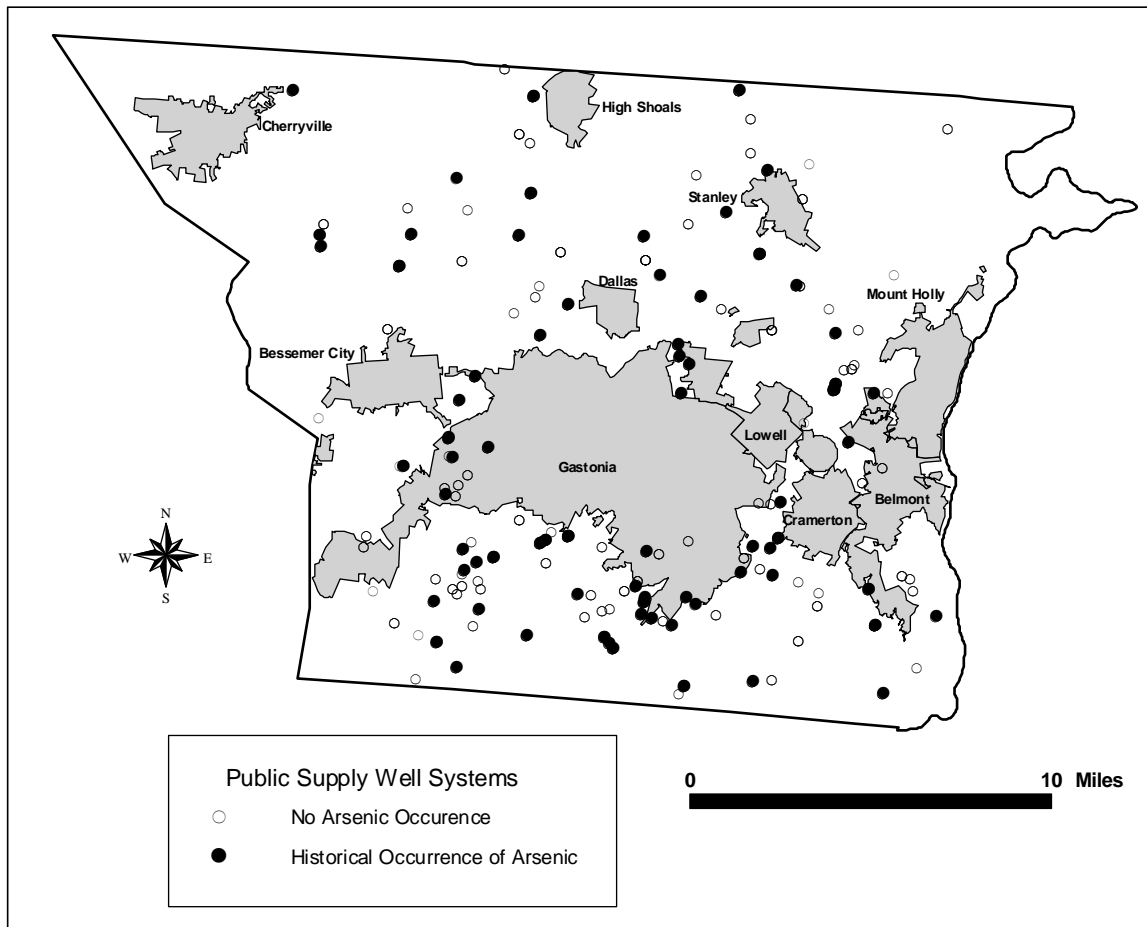 High Shoals
Cherryville
Stanley
Dallas
Mount Holly
Bessemer City
Lowell
Gastonia
Belmont
Cramerton
N
W E
S
0 10 Miles
Public Supply Well Systems
No Arsenic Occurence
Historical Occurrence of Arsenic